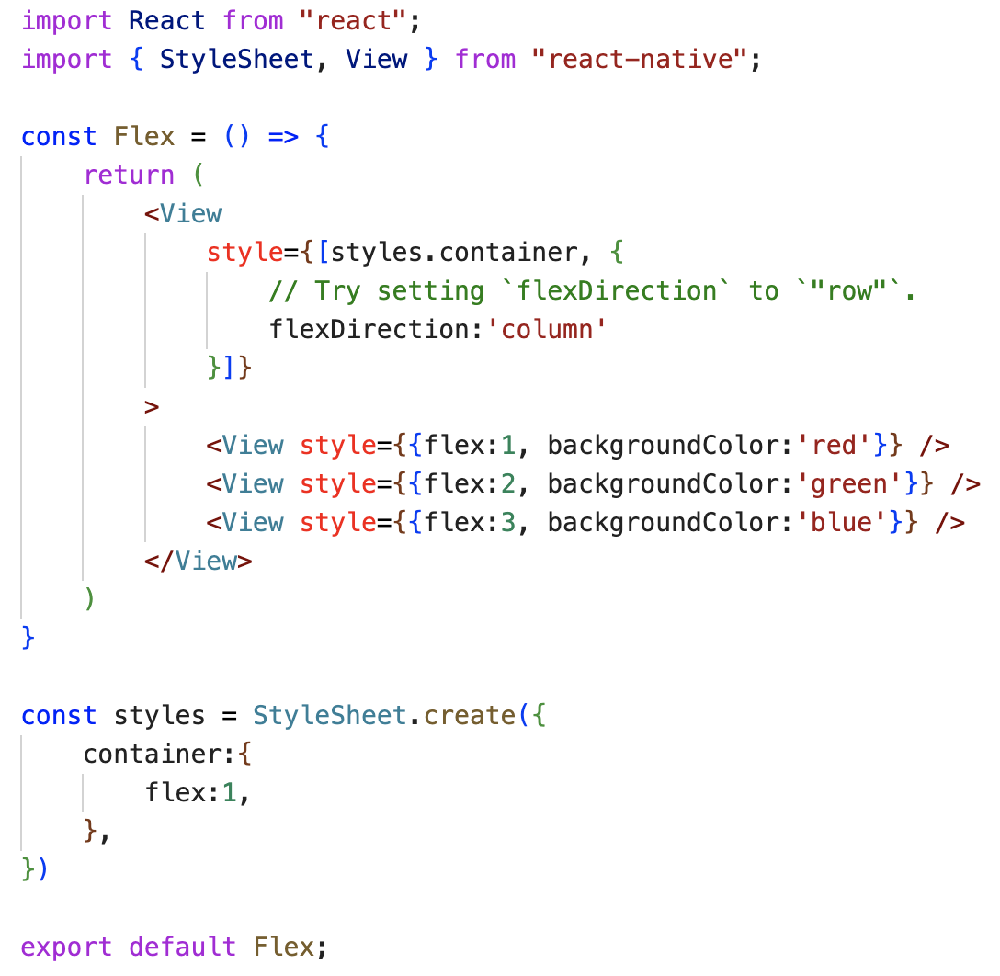 import React from "react";
import { StyleSheet, View } from "react-native";
const Flex = () => {
return (
<View
style={[styles.container, {
// Try setting `flexDirection` to `"row"`.
flexDirection:'column'
}]}
>
<View style={{flex:1, backgroundColor:'red'}} />
<View style={{flex:2, backgroundColor:'green'}} />
<View style={{flex:3, backgroundColor:'blue'}} />
</View>
)
}
const styles = StyleSheet.create({
container:{
flex:1,
},
})
export default Flex;